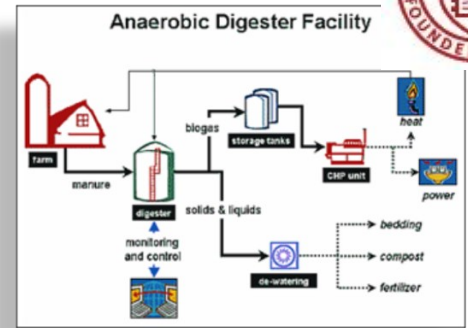 Anaerobic Digester Facility
FOUNDED
heat
biogas
storage tanks
farm
CHP unit
manure
power
digester
solids & liquids
bedding
monitoring
and control
compost
de-watering
fertilizer